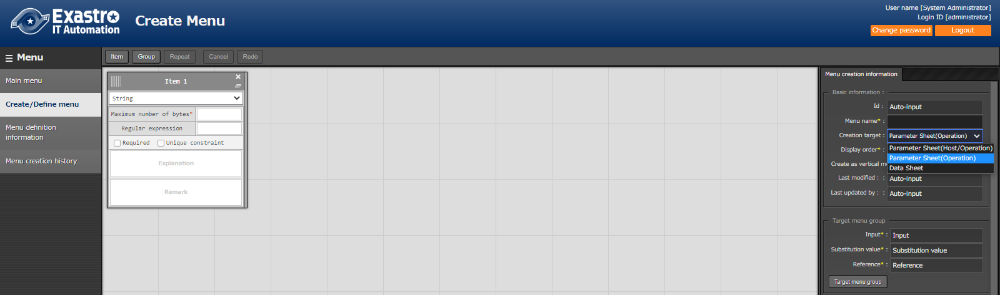 Exastro
IT Automation
Create Menu
User name [System Administrator]
Login ID [administrator]
Change password
Logout
Menu
Main menu
Create/Define menu
Menu definition
information
Menu creation history
Item
Group
Repeat
Cancel
Redo
Item 1
String
Maximum number of bytes*
Regular expression
Required
Unique constraint
Explanation
Remark
Menu creation information
Basic information :
Id :
Auto-input
Menu name* :
Creation target :
Parameter Sheet(Operation)
Display order* :
Parameter Sheet(Host/Operation)
Parameter Sheet(Operation)
Data Sheet
Create as vertical m
Last modified : :
Auto-input
Last updated by : :
Auto-input
Target menu group
Input* :
Input
Substitution value* :
Substitution value
Reference* :
Reference
Target menu group